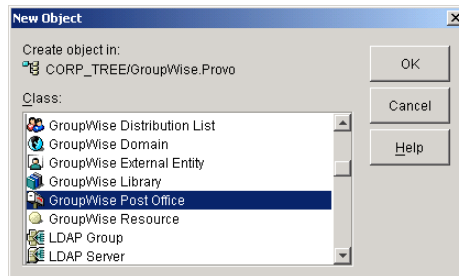 New Object
Create object in:
CORP_TREE/GroupWise.Provo
Class:
GroupWise Distribution List
GroupWise Domain
GroupWise External Entity
GroupWise Library
GroupWise Post Office
GroupWise Resource
LDAP Group
LDAP Server
OK
Cancel
Help